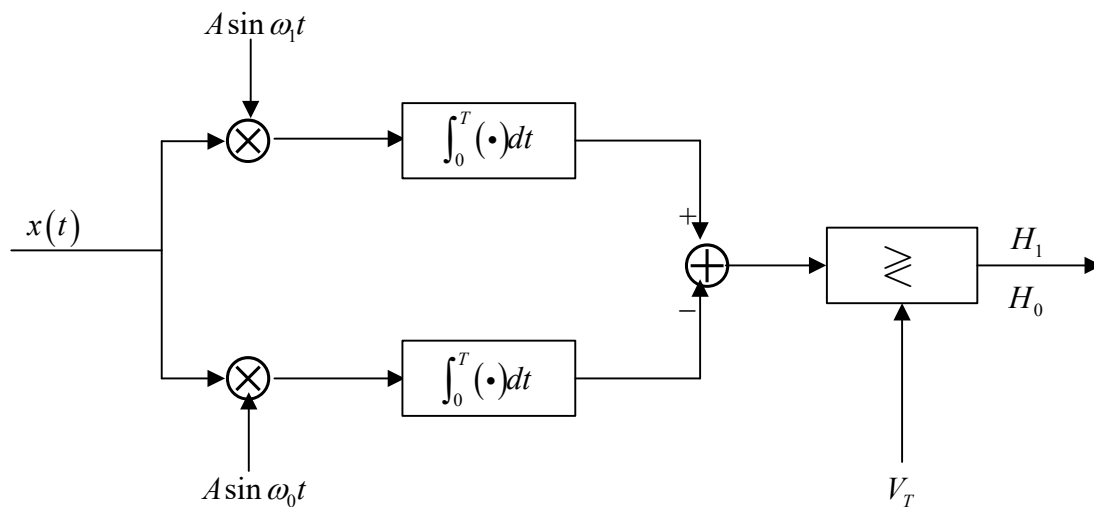 A sin ω₁t
∫₀ᵀ (•)dt
x(t)
+
−
≷
H₁
H₀
∫₀ᵀ (•)dt
A sin ω₀t
V_T